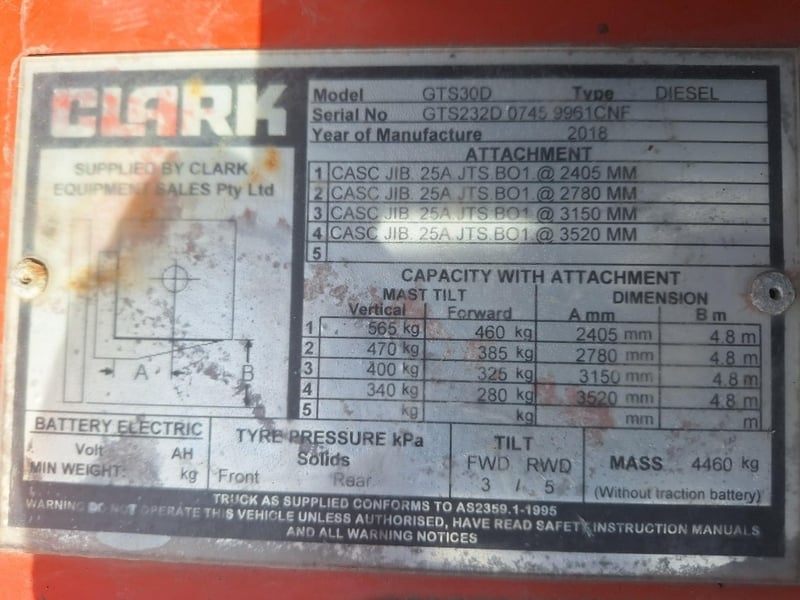 CLARK
SUPPLIED BY CLARK
EQUIPMENT SALES Pty Ltd
A B
Model GTS30D Type DIESEL
Serial No GTS232D 0745 9961CNF
Year of Manufacture 2018
ATTACHMENT
1 CASC JIB. 25A.JTS.BO1.@ 2405 MM
2 CASC JIB. 25A.JTS.BO1.@ 2780 MM
3 CASC JIB. 25A.JTS.BO1.@ 3150 MM
4 CASC JIB. 25A.JTS.BO1.@ 3520 MM
5
CAPACITY WITH ATTACHMENT
MAST TILT DIMENSION
Vertical Forward A mm B m
1 565 kg 460 kg 2405 mm 4.8 m
2 470 kg 385 kg 2780 mm 4.8 m
3 400 kg 325 kg 3150 mm 4.8 m
4 340 kg 280 kg 3520 mm 4.8 m
5 kg kg mm m
BATTERY ELECTRIC
Volt AH
MIN WEIGHT: kg
TYRE PRESSURE kPa
Solids
Front Rear
TILT
FWD RWD
3 / 5
MASS 4460 kg
(Without traction battery)
TRUCK AS SUPPLIED CONFORMS TO AS2359.1-1995
WARNING DO NOT OPERATE THIS VEHICLE UNLESS AUTHORISED, HAVE READ SAFETY INSTRUCTION MANUALS
AND ALL WARNING NOTICES